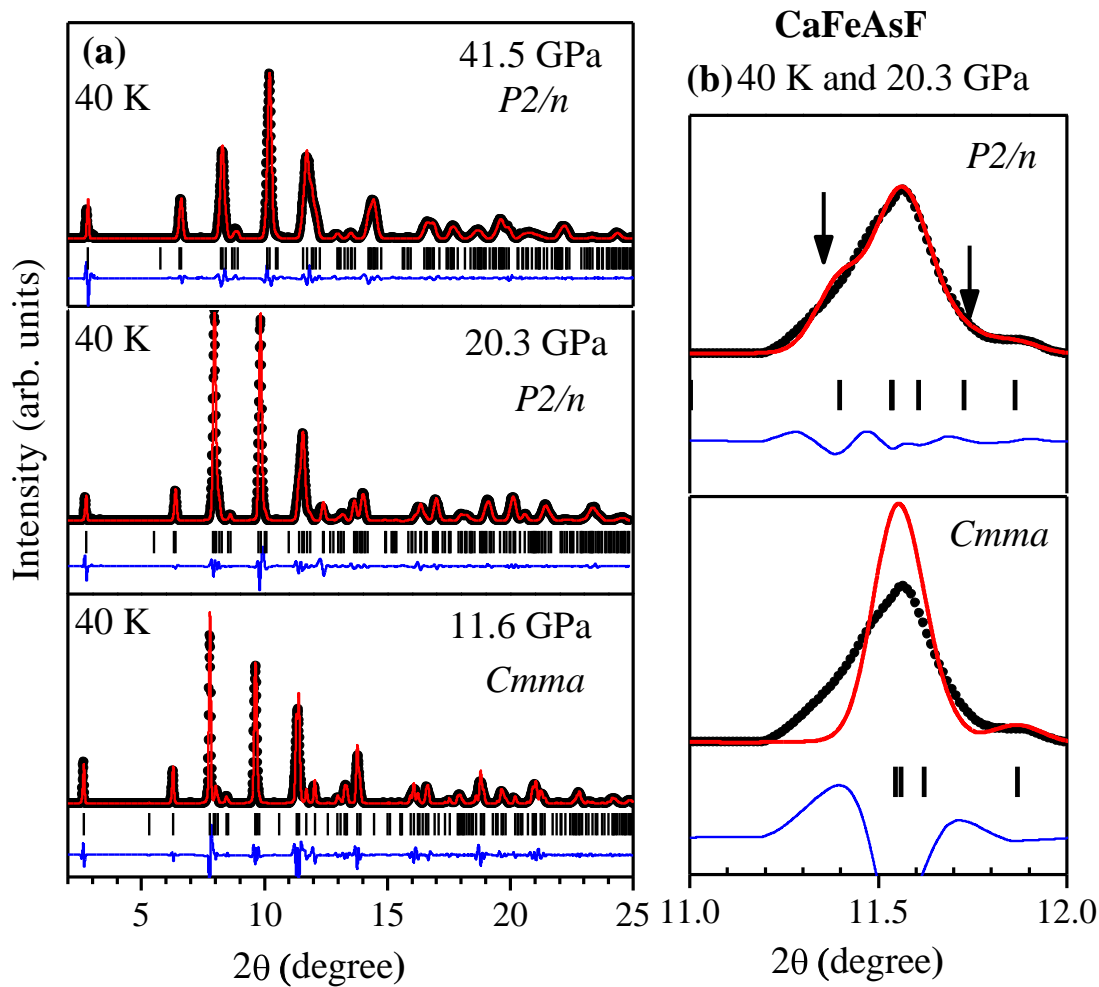 (a)
41.5 GPa
40 K
P2/n
40 K
20.3 GPa
P2/n
40 K
11.6 GPa
Cmma
Intensity (arb. units)
5 10 15 20 25
2θ (degree)
CaFeAsF
(b) 40 K and 20.3 GPa
P2/n
Cmma
11.0 11.5 12.0
2θ (degree)